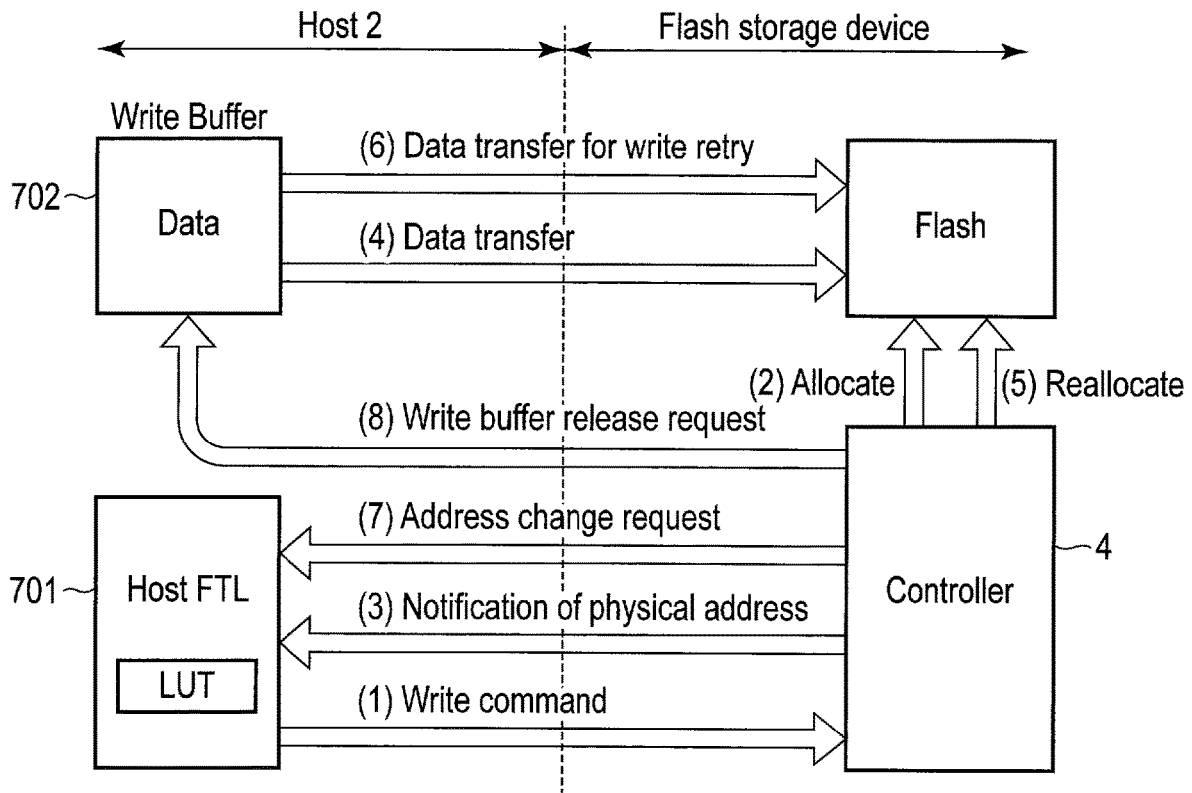 Host 2
Flash storage device
Write Buffer
702
Data
(6) Data transfer for write retry
(4) Data transfer
Flash
(2) Allocate
(5) Reallocate
(8) Write buffer release request
701
Host FTL
LUT
(7) Address change request
(3) Notification of physical address
(1) Write command
Controller
4